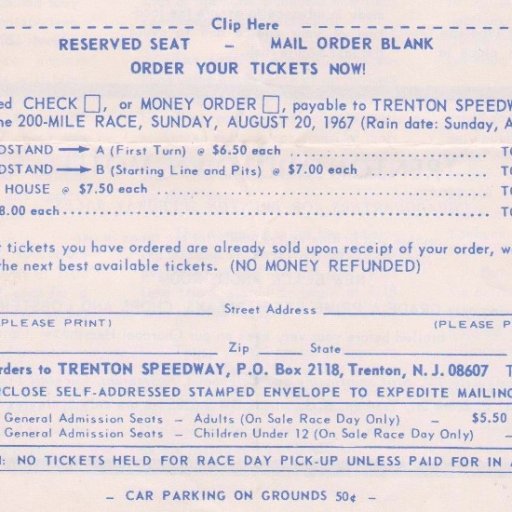 Clip Here
RESERVED SEAT – MAIL ORDER BLANK
ORDER YOUR TICKETS NOW!
ed CHECK , or MONEY ORDER , payable to TRENTON SPEEDW
ne 200-MILE RACE, SUNDAY, AUGUST 20, 1967 (Rain date: Sunday, A
DSTAND A (First Turn) @ $6.50 each TO
DSTAND B (Starting Line and Pits) @ $7.00 each TO
HOUSE @ $7.50 each TO
8.00 each TO
tickets you have ordered are already sold upon receipt of your order, w
he next best available tickets. (NO MONEY REFUNDED)
Street Address
PLEASE PRINT) (PLEASE P
Zip State
rders to TRENTON SPEEDWAY, P.O. Box 2118, Trenton, N. J. 08607 T
CLOSE SELF-ADDRESSED STAMPED ENVELOPE TO EXPEDITE MAILING
General Admission Seats – Adults (On Sale Race Day Only) – $5.50
General Admission Seats – Children Under 12 (On Sale Race Day Only) –
: NO TICKETS HELD FOR RACE DAY PICK-UP UNLESS PAID FOR IN A
– CAR PARKING ON GROUNDS 50¢ –